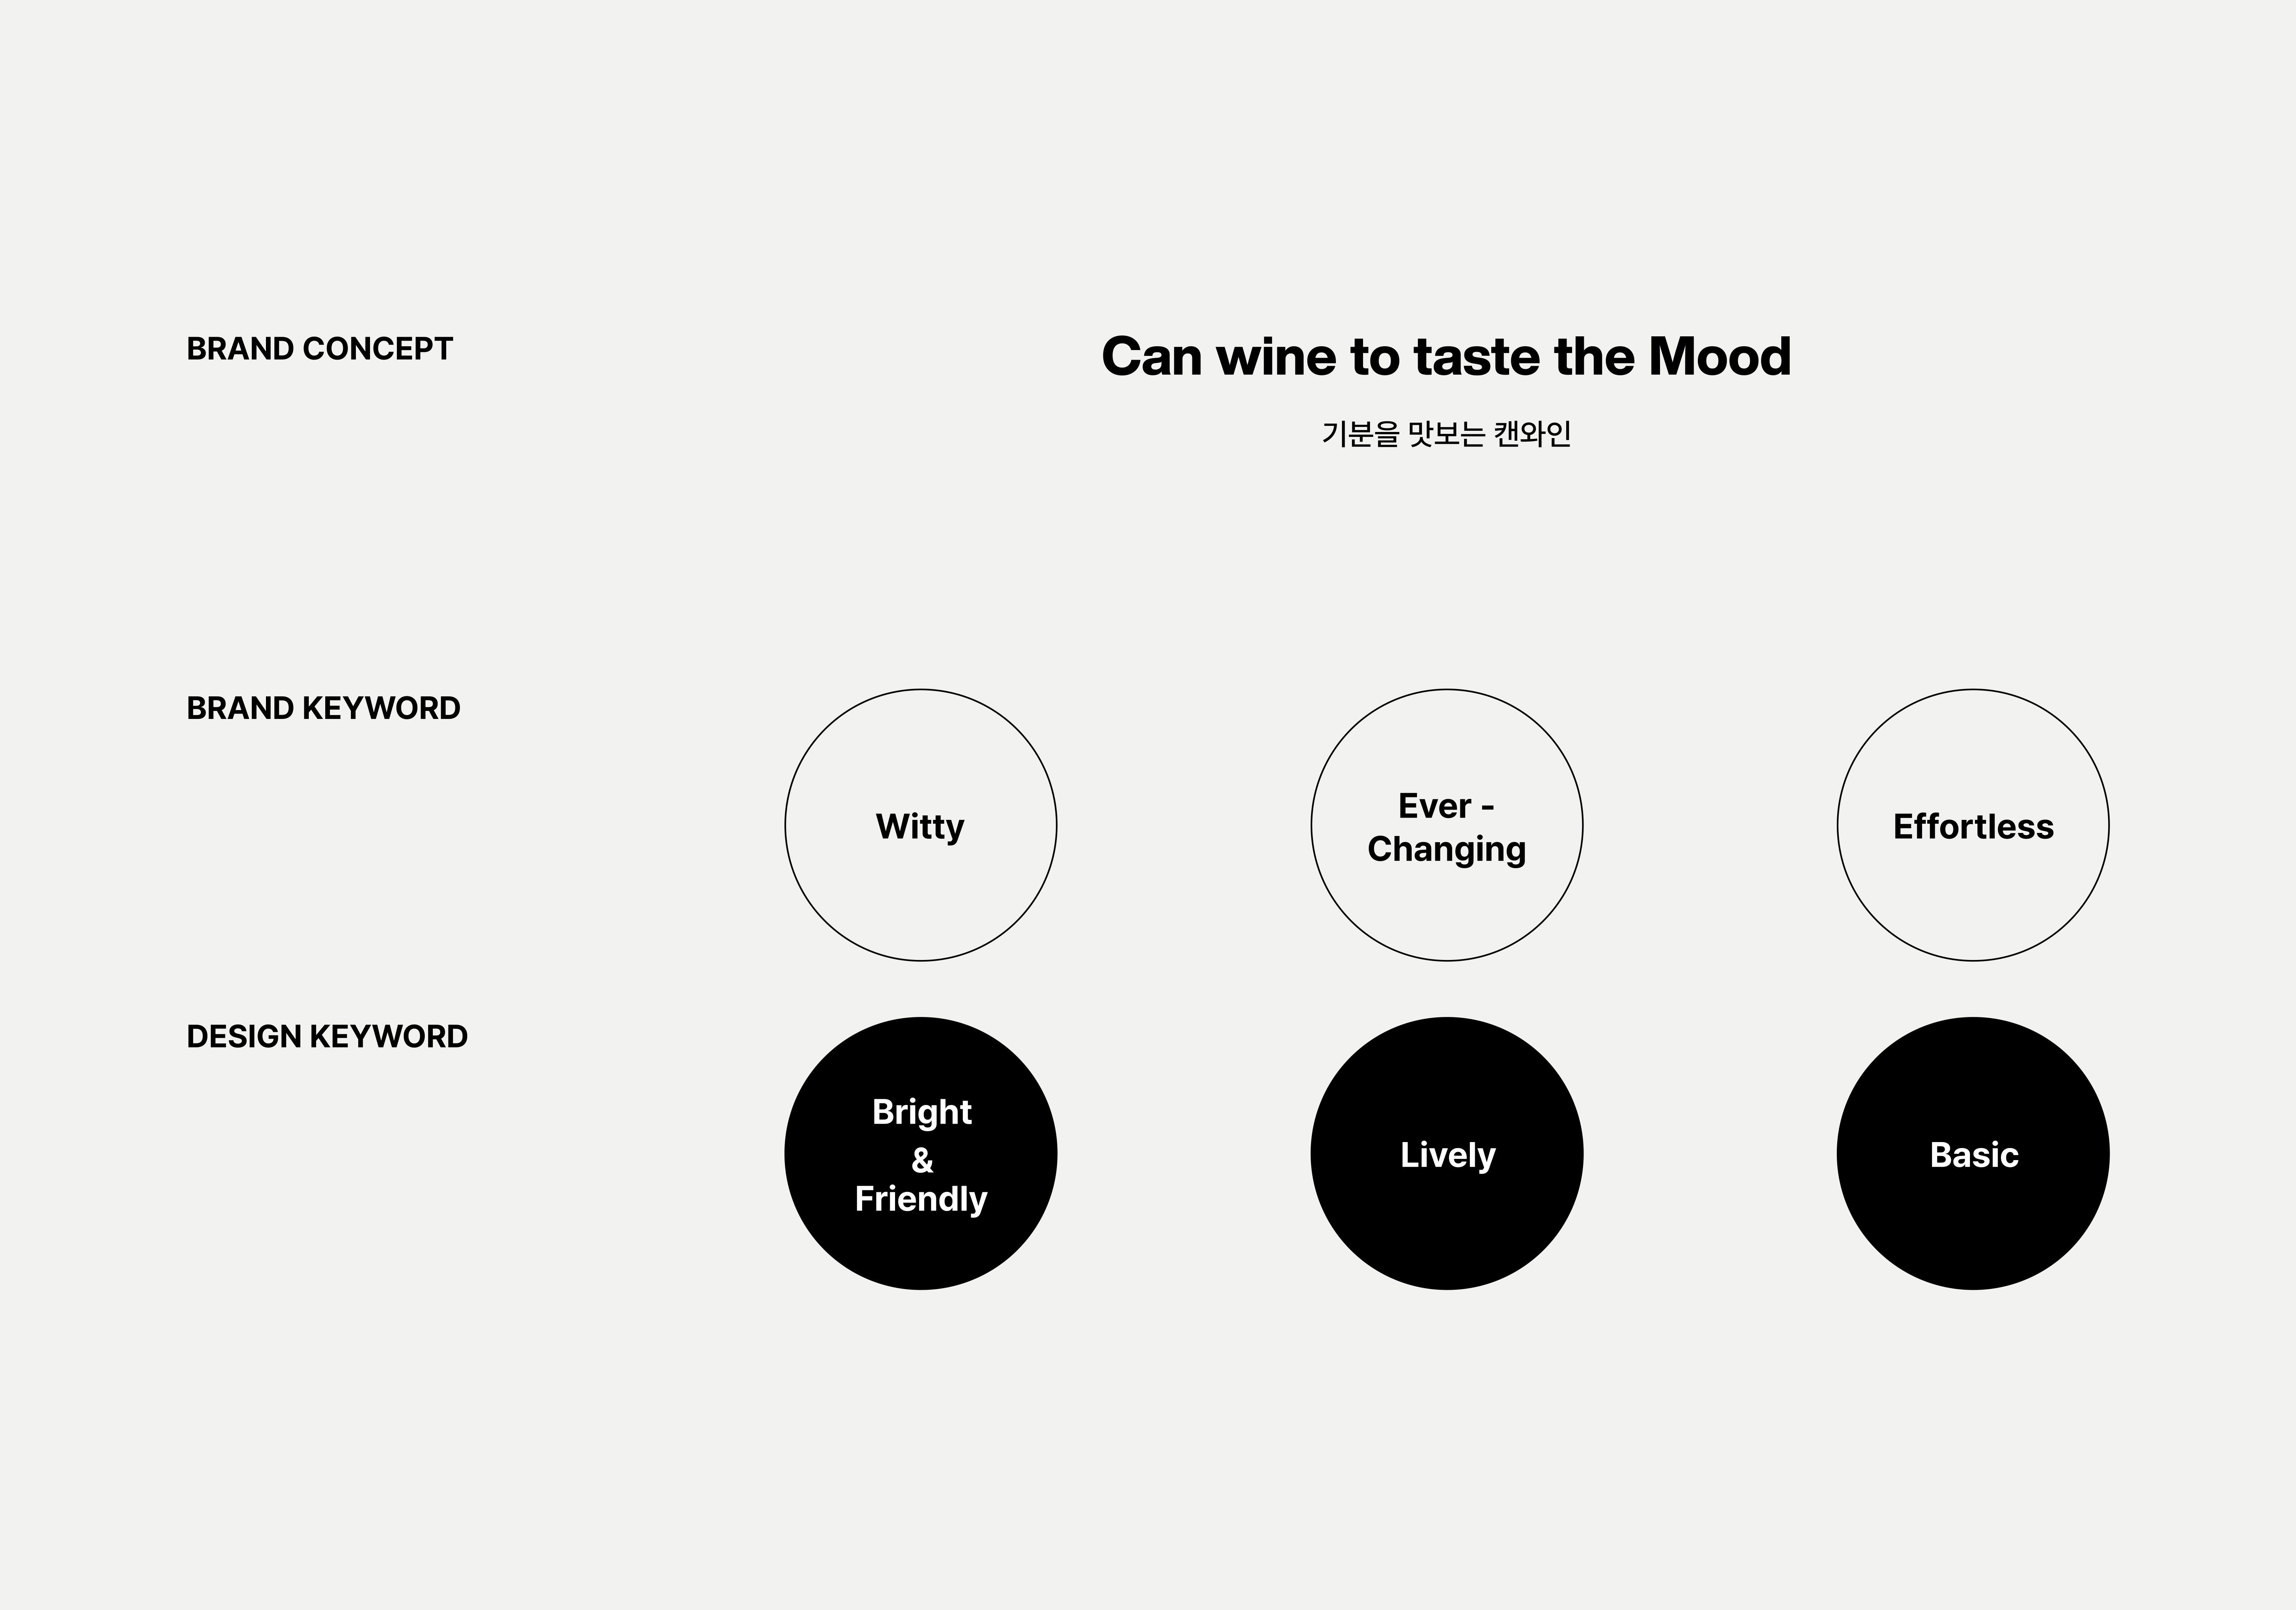 BRAND CONCEPT
Can wine to taste the Mood
기분을 맛보는 캔와인
BRAND KEYWORD
Witty
Ever -
Changing
Effortless
DESIGN KEYWORD
Bright
&
Friendly
Lively
Basic